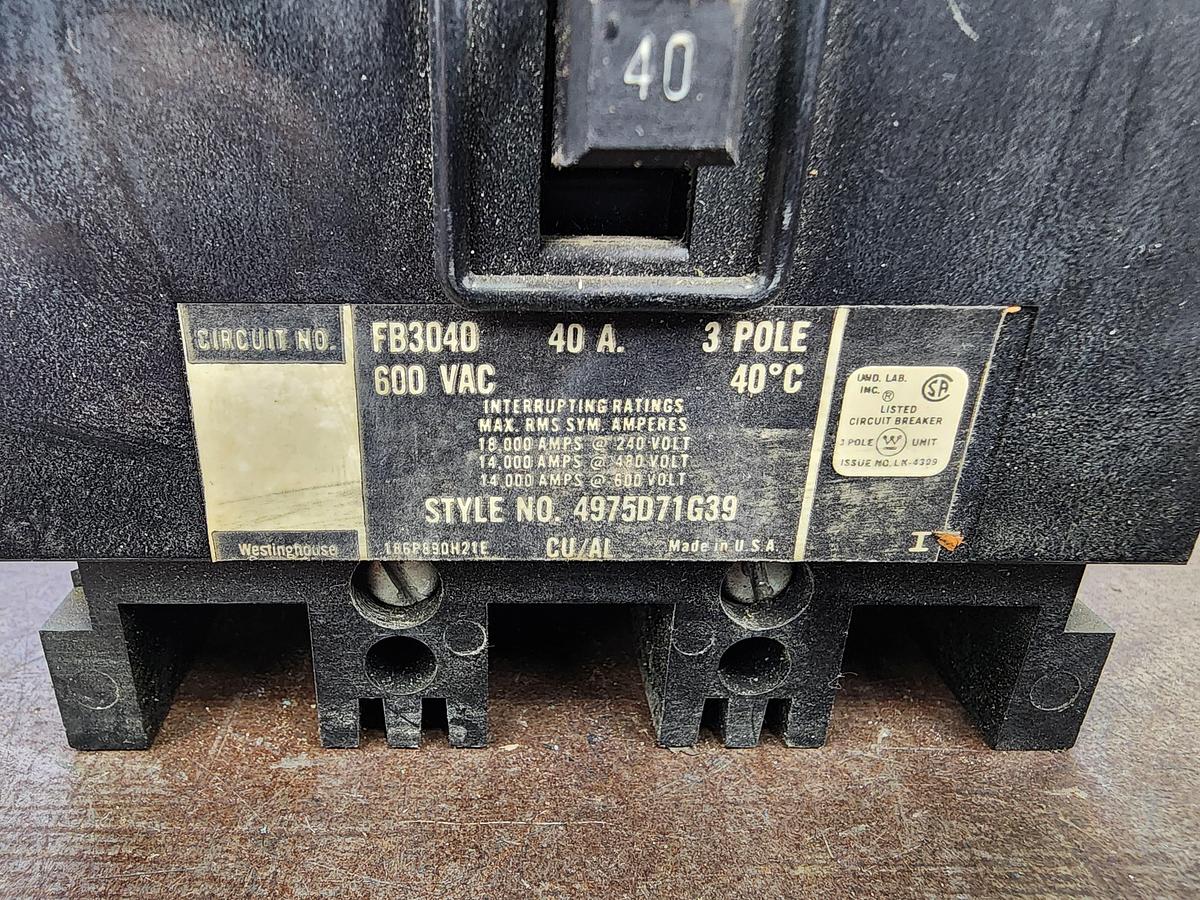 40
CIRCUIT NO.
FB3040 40 A. 3 POLE
600 VAC 40°C
INTERRUPTING RATINGS
MAX. RMS SYM. AMPERES
18,000 AMPS @ 240 VOLT
14,000 AMPS @ 480 VOLT
14,000 AMPS @ 600 VOLT
STYLE NO. 4975D71G39
Westinghouse
CU/AL
Made in U.S.A.
UND. LAB.
INC. ®
SA
LISTED
CIRCUIT BREAKER
3 POLE W UNIT
ISSUE NO. LK-4309
I